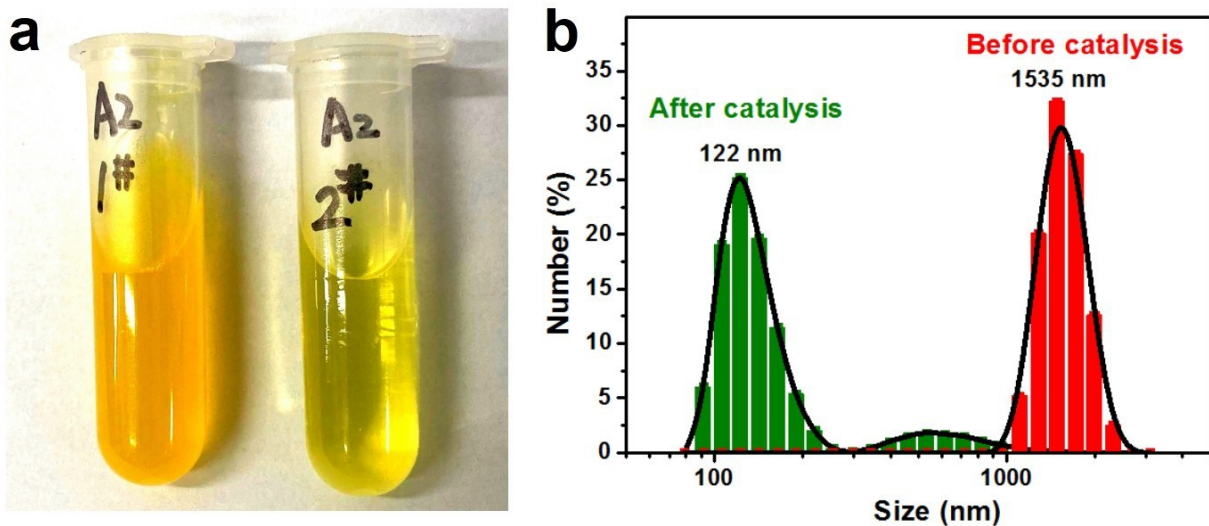 a
A2
1#
A2
2#
b
Before catalysis
1535 nm
After catalysis
122 nm
35
30
25
20
15
10
5
0
Number (%)
100
1000
Size (nm)